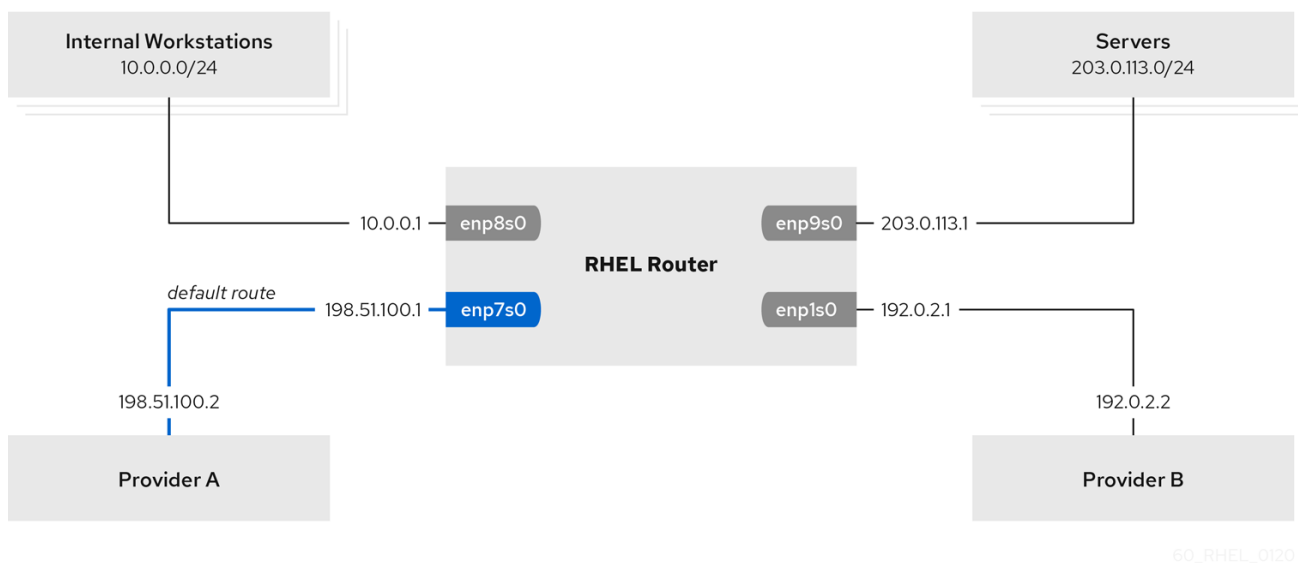 Internal Workstations
10.0.0.0/24
Servers
203.0.113.0/24
10.0.0.1
enp8s0
enp9s0
203.0.113.1
RHEL Router
default route
198.51.100.1
enp7s0
enp1s0
192.0.2.1
198.51.100.2
192.0.2.2
Provider A
Provider B
60_RHEL_0120